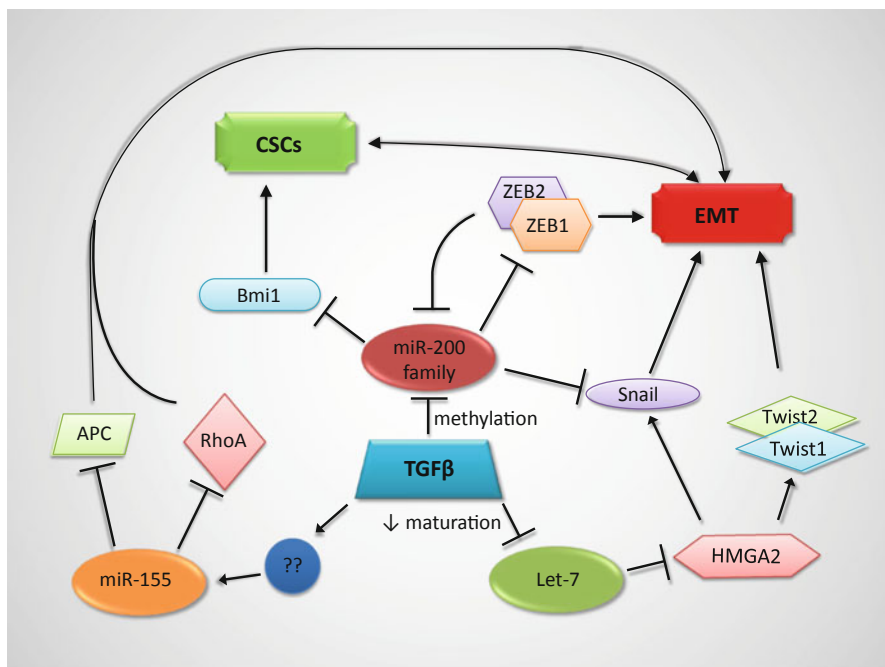 CSCs
ZEB2
ZEB1
EMT
Bmi1
miR-200
family
Snail
APC
RhoA
methylation
Twist2
Twist1
TGFβ
↓ maturation
HMGA2
??
miR-155
Let-7